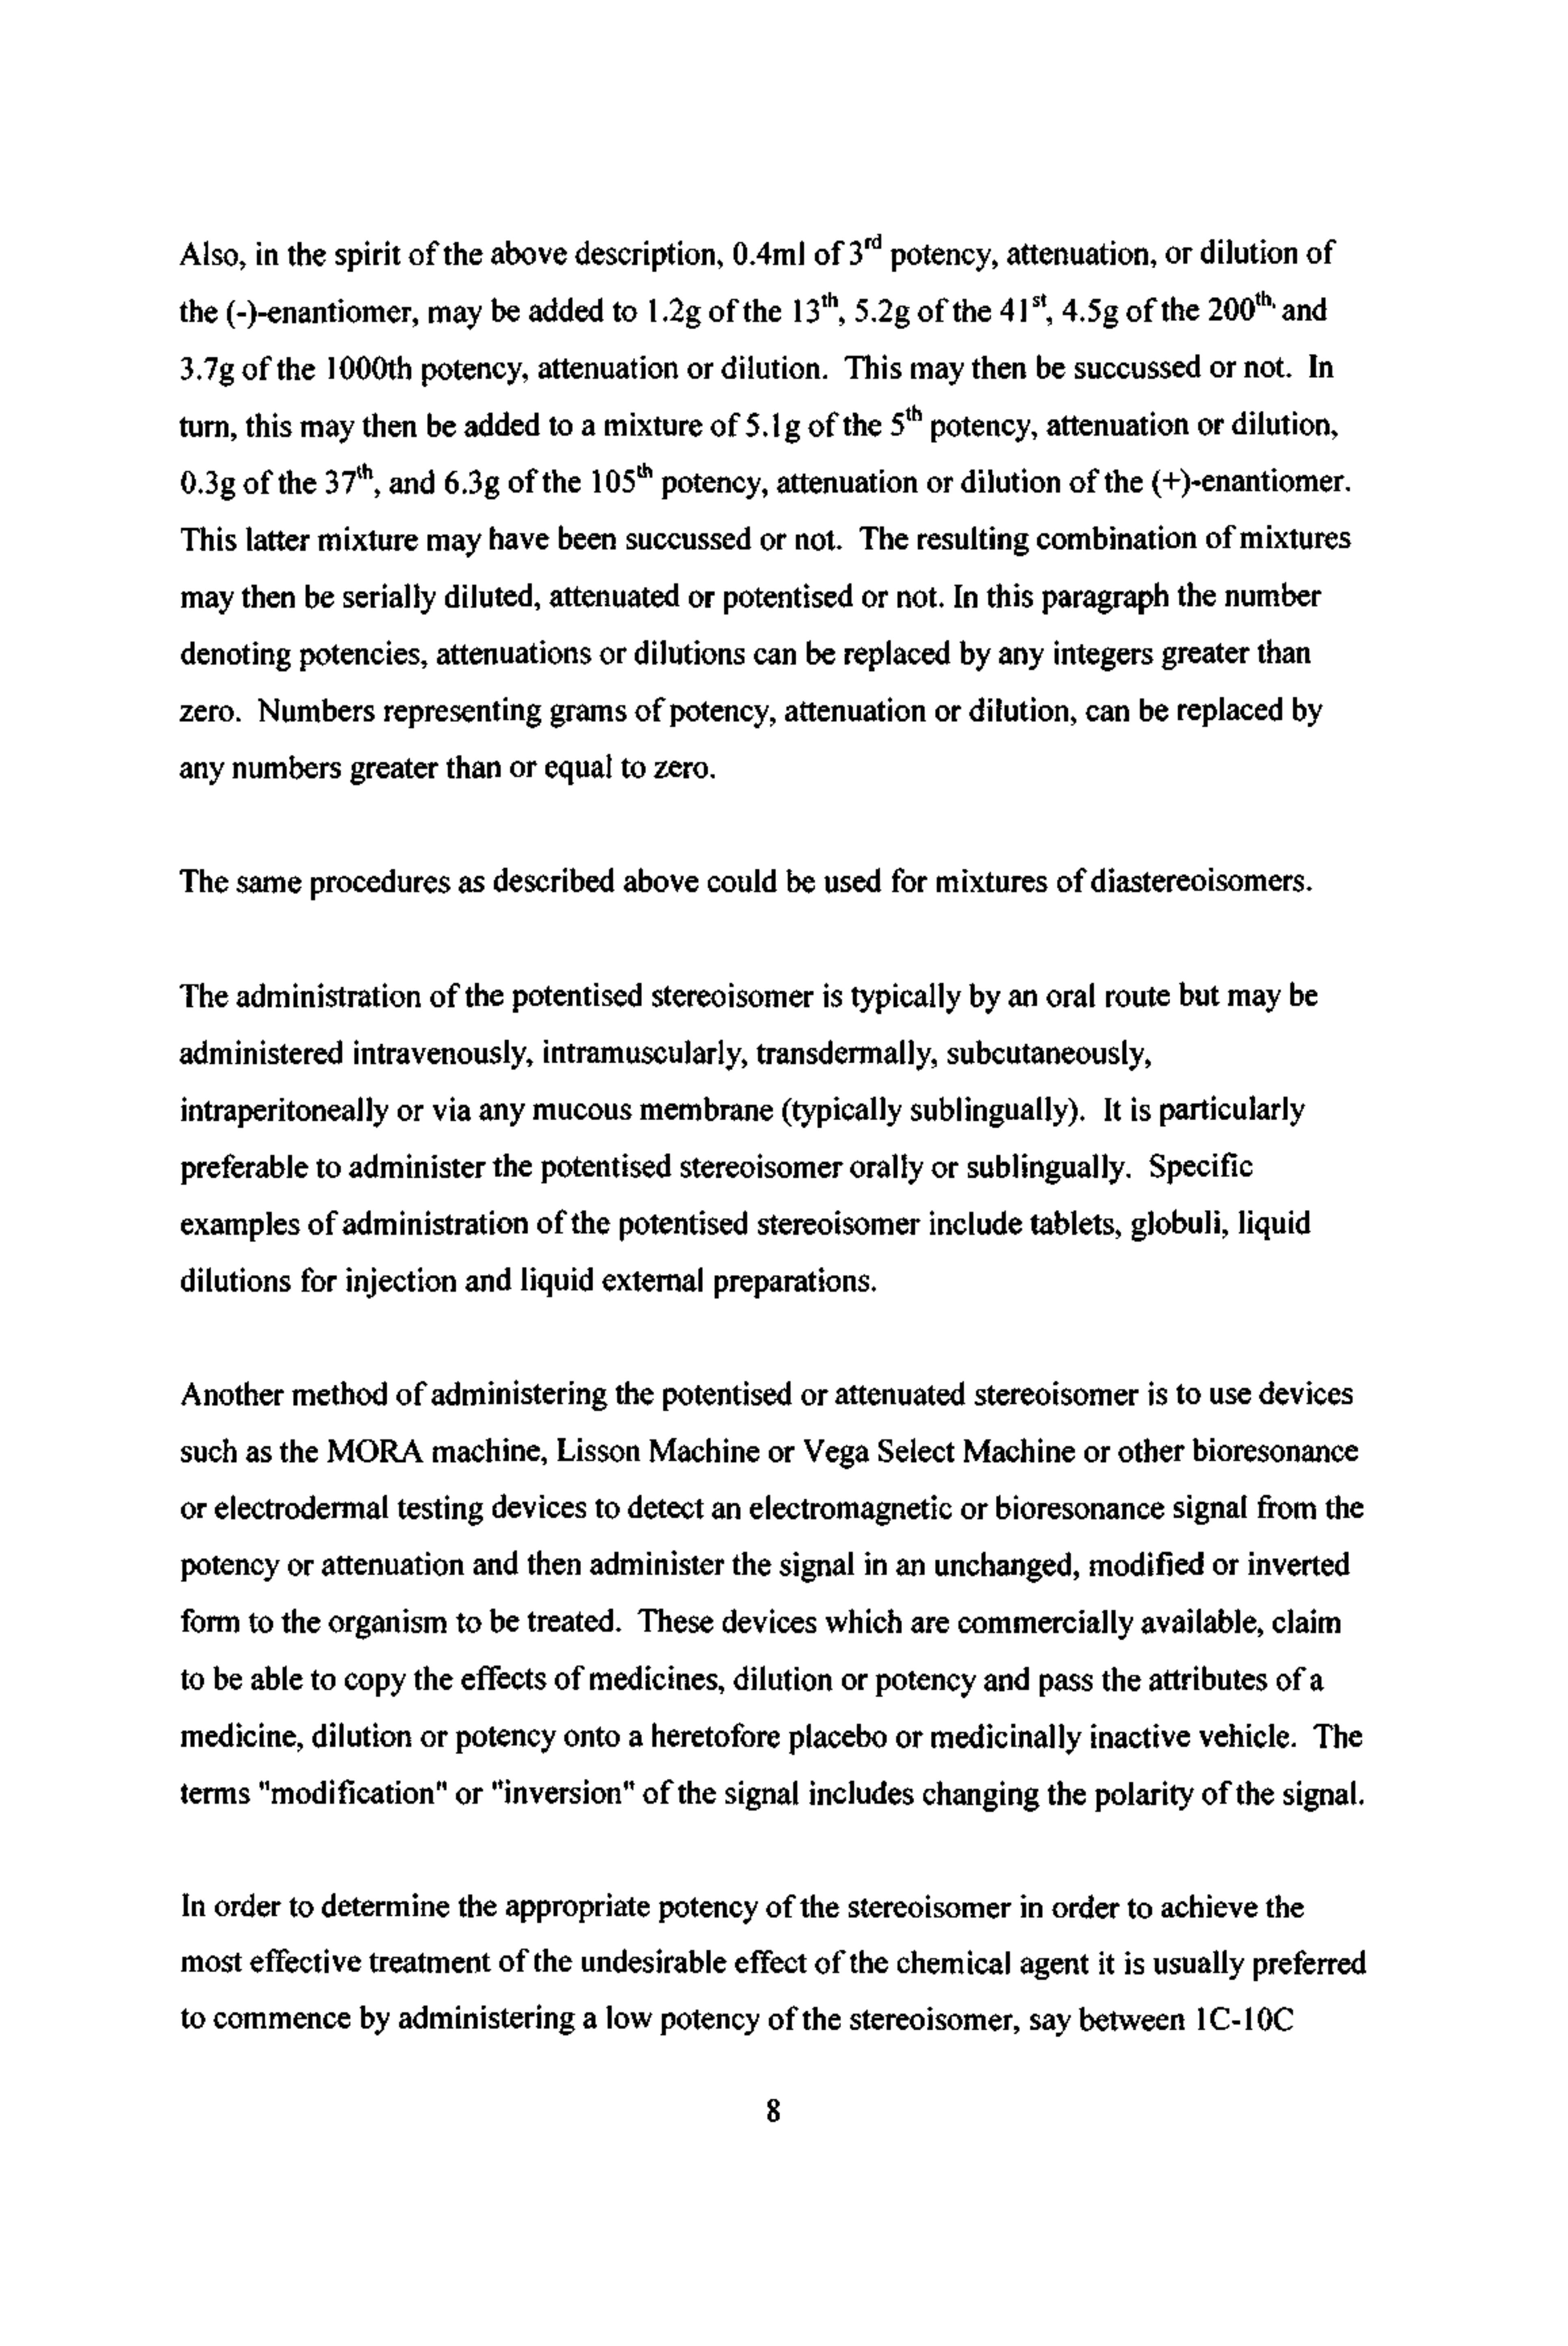 Also, in the spirit of the above description, 0.4ml of 3rd potency, attenuation, or dilution of
the (-)-enantiomer, may be added to 1.2g of the 13th, 5.2g of the 41st, 4.5g of the 200th, and
3.7g of the 1000th potency, attenuation or dilution. This may then be succussed or not. In
turn, this may then be added to a mixture of 5.1g of the 5th potency, attenuation or dilution,
0.3g of the 37th, and 6.3g of the 105th potency, attenuation or dilution of the (+)-enantiomer.
This latter mixture may have been succussed or not. The resulting combination of mixtures
may then be serially diluted, attenuated or potentised or not. In this paragraph the number
denoting potencies, attenuations or dilutions can be replaced by any integers greater than
zero. Numbers representing grams of potency, attenuation or dilution, can be replaced by
any numbers greater than or equal to zero.
The same procedures as described above could be used for mixtures of diastereoisomers.
The administration of the potentised stereoisomer is typically by an oral route but may be
administered intravenously, intramuscularly, transdermally, subcutaneously,
intraperitoneally or via any mucous membrane (typically sublingually). It is particularly
preferable to administer the potentised stereoisomer orally or sublingually. Specific
examples of administration of the potentised stereoisomer include tablets, globuli, liquid
dilutions for injection and liquid external preparations.
Another method of administering the potentised or attenuated stereoisomer is to use devices
such as the MORA machine, Lisson Machine or Vega Select Machine or other bioresonance
or electrodermal testing devices to detect an electromagnetic or bioresonance signal from the
potency or attenuation and then administer the signal in an unchanged, modified or inverted
form to the organism to be treated. These devices which are commercially available, claim
to be able to copy the effects of medicines, dilution or potency and pass the attributes of a
medicine, dilution or potency onto a heretofore placebo or medicinally inactive vehicle. The
terms "modification" or "inversion" of the signal includes changing the polarity of the signal.
In order to determine the appropriate potency of the stereoisomer in order to achieve the
most effective treatment of the undesirable effect of the chemical agent it is usually preferred
to commence by administering a low potency of the stereoisomer, say between 1C-10C
8